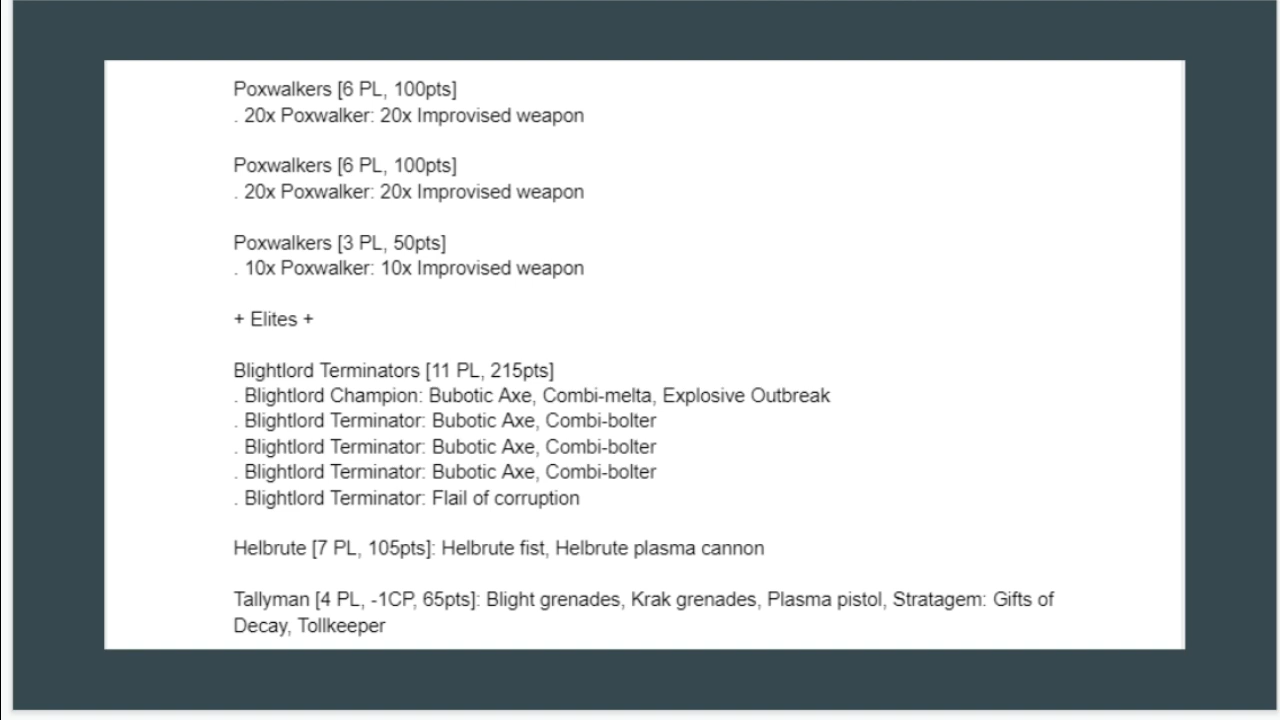 Poxwalkers [6 PL, 100pts]
. 20x Poxwalker: 20x Improvised weapon
Poxwalkers [6 PL, 100pts]
. 20x Poxwalker: 20x Improvised weapon
Poxwalkers [3 PL, 50pts]
. 10x Poxwalker: 10x Improvised weapon
+ Elites +
Blightlord Terminators [11 PL, 215pts]
. Blightlord Champion: Bubotic Axe, Combi-melta, Explosive Outbreak
. Blightlord Terminator: Bubotic Axe, Combi-bolter
. Blightlord Terminator: Bubotic Axe, Combi-bolter
. Blightlord Terminator: Bubotic Axe, Combi-bolter
. Blightlord Terminator: Flail of corruption
Helbrute [7 PL, 105pts]: Helbrute fist, Helbrute plasma cannon
Tallyman [4 PL, -1CP, 65pts]: Blight grenades, Krak grenades, Plasma pistol, Stratagem: Gifts of
Decay, Tollkeeper